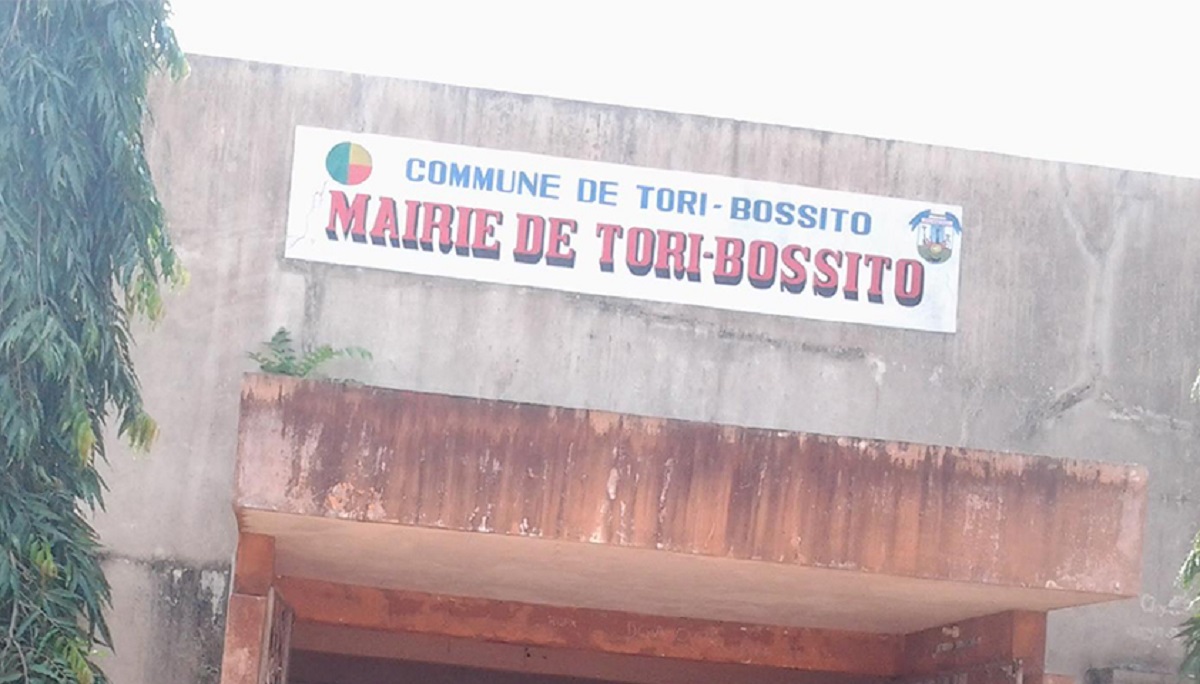 COMMUNE DE TORI-BOSSITO
MAIRIE DE TORI-BOSSITO